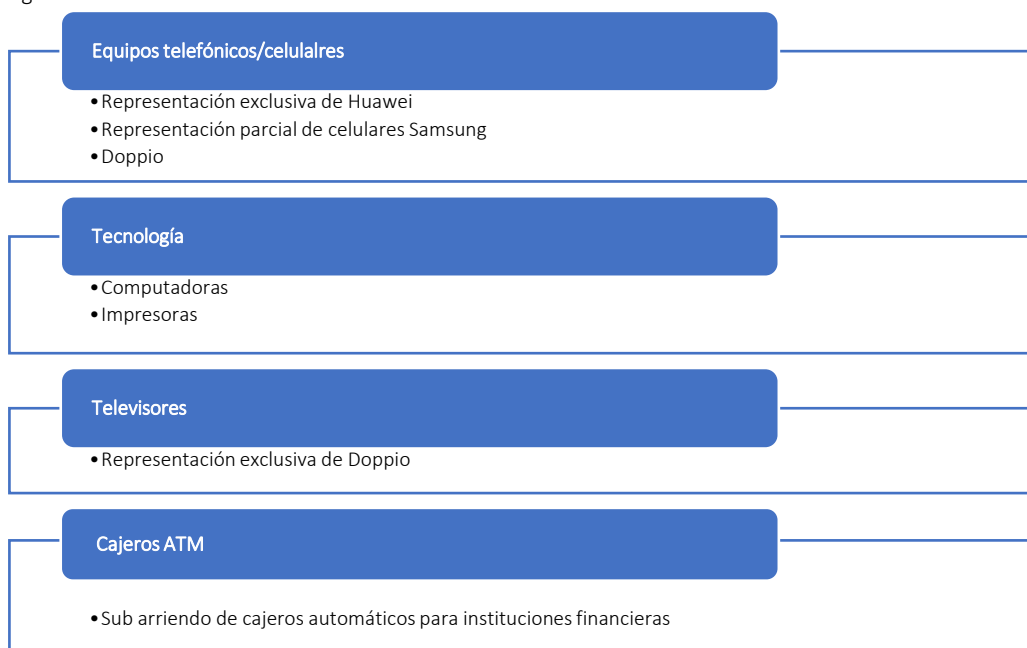 Equipos telefónicos/celulalres
•Representación exclusiva de Huawei
•Representación parcial de celulares Samsung
•Doppio
Tecnología
•Computadoras
•Impresoras
Televisores
•Representación exclusiva de Doppio
Cajeros ATM
•Sub arriendo de cajeros automáticos para instituciones financieras